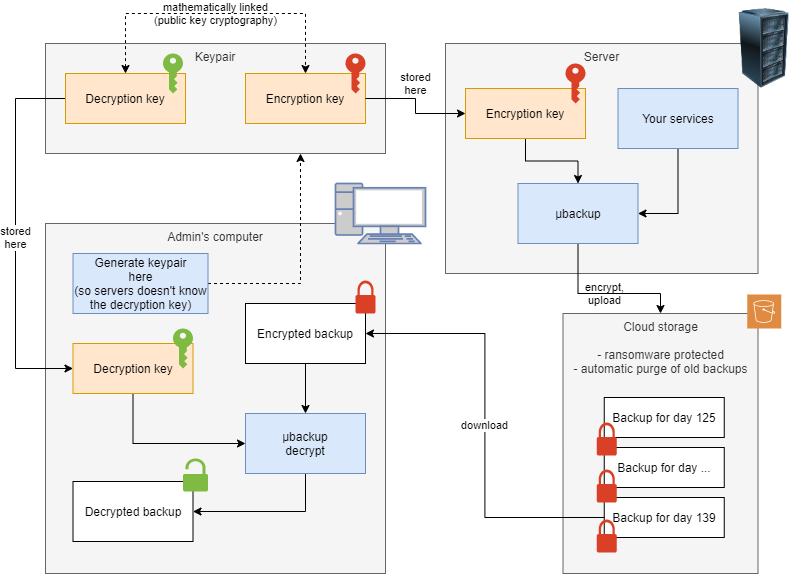 mathematically linked
(public key cryptography)
Keypair
Decryption key
Encryption key
stored
here
Server
Encryption key
Your services
µbackup
stored
here
Admin's computer
Generate keypair
here
(so servers doesn't know
the decryption key)
Encrypted backup
Decryption key
µbackup
decrypt
Decrypted backup
encrypt,
upload
Cloud storage
- ransomware protected
- automatic purge of old backups
Backup for day 125
Backup for day ...
Backup for day 139
download